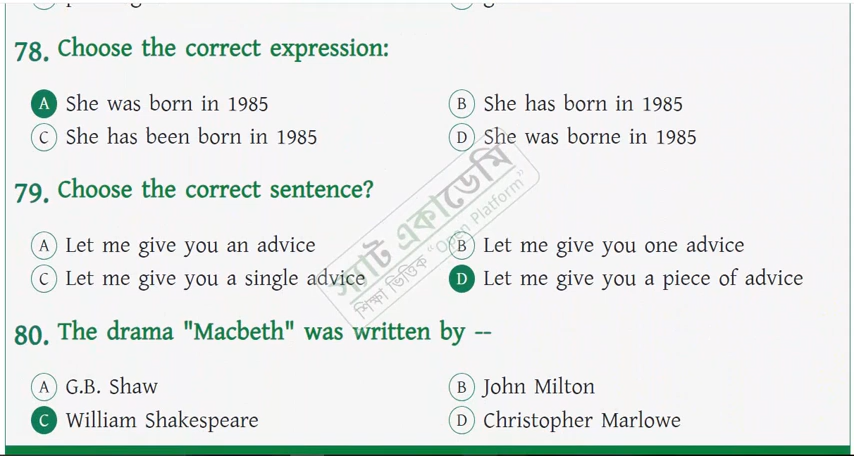 78. Choose the correct expression:
A She was born in 1985 B She has born in 1985
C She has been born in 1985 D She was borne in 1985
79. Choose the correct sentence?
A Let me give you an advice B Let me give you one advice
C Let me give you a single advice D Let me give you a piece of advice
স্যাট একাডেমি
শিক্ষা ভিত্তিক “Open Platform”
80. The drama "Macbeth" was written by --
A G.B. Shaw B John Milton
C William Shakespeare D Christopher Marlowe